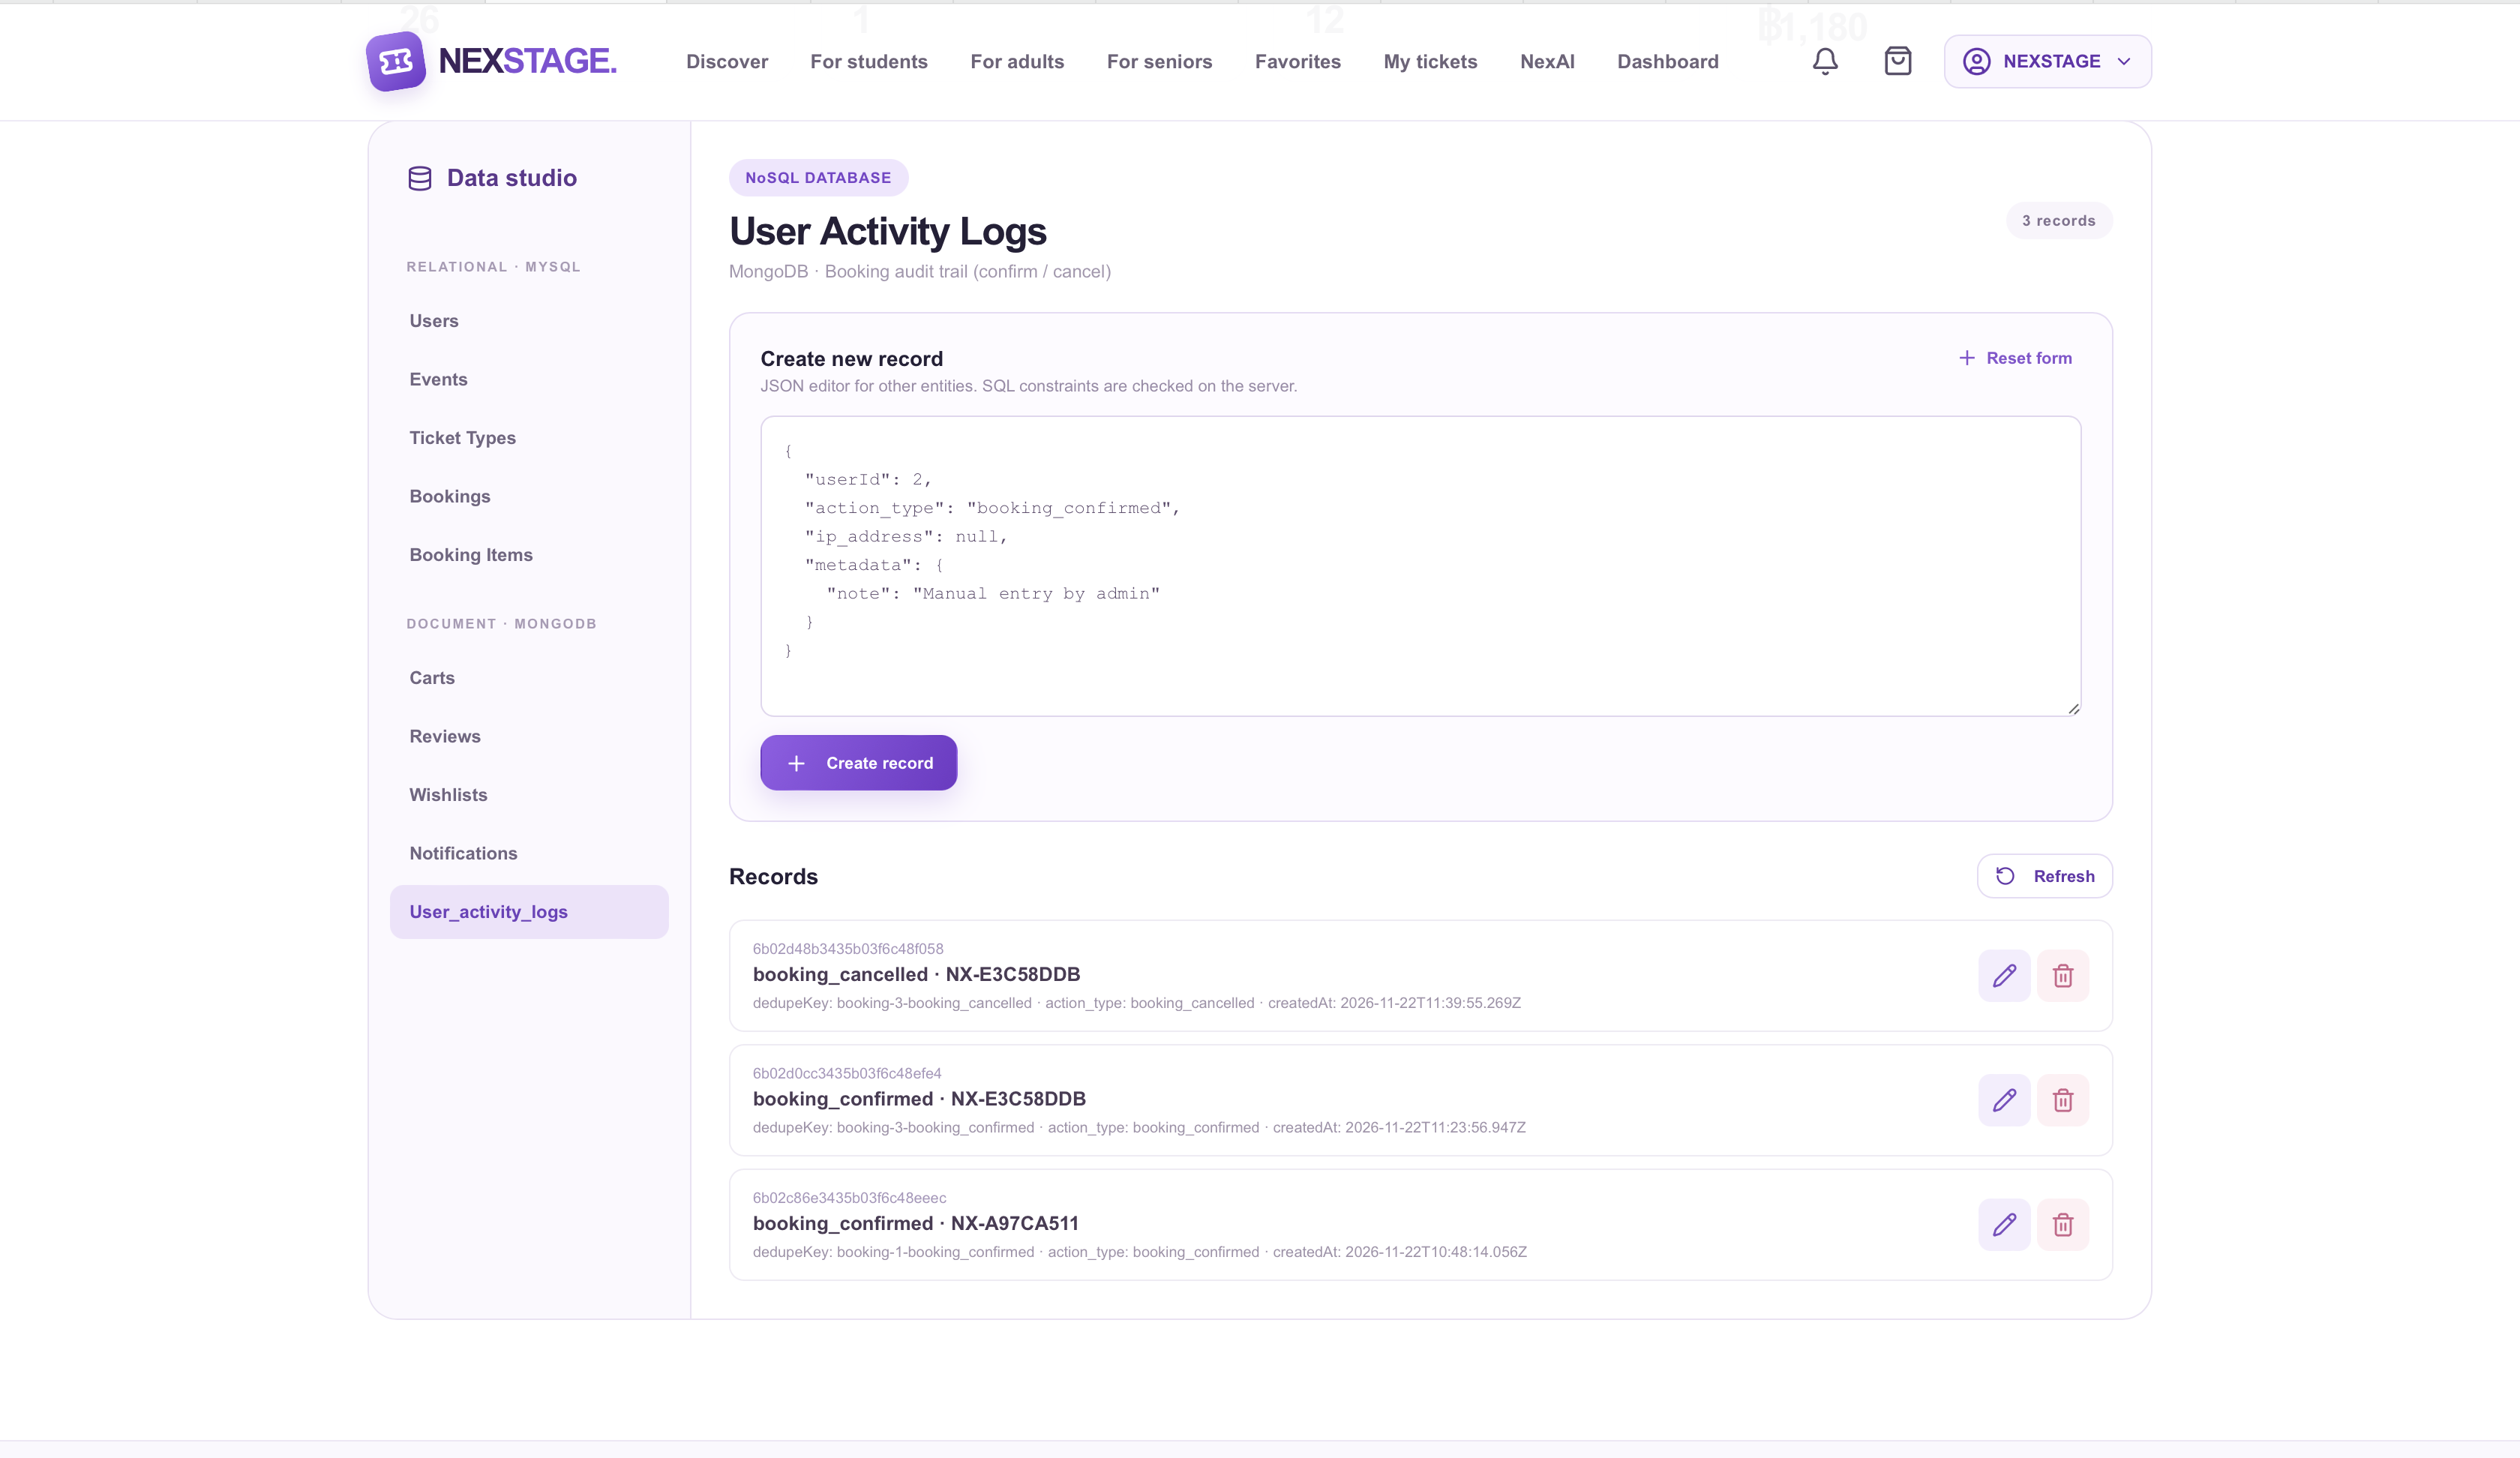 26 1 12 ฿1,180
NEXSTAGE. Discover For students For adults For seniors Favorites My tickets NexAI Dashboard NEXSTAGE
Data studio
RELATIONAL · MYSQL
Users
Events
Ticket Types
Bookings
Booking Items
DOCUMENT · MONGODB
Carts
Reviews
Wishlists
Notifications
User_activity_logs
NoSQL DATABASE
User Activity Logs
3 records
MongoDB · Booking audit trail (confirm / cancel)
Create new record
Reset form
JSON editor for other entities. SQL constraints are checked on the server.
{
"userId": 2,
"action_type": "booking_confirmed",
"ip_address": null,
"metadata": {
"note": "Manual entry by admin"
}
}
Create record
Records
Refresh
6b02d48b3435b03f6c48f058
booking_cancelled · NX-E3C58DDB
dedupeKey: booking-3-booking_cancelled · action_type: booking_cancelled · createdAt: 2026-11-22T11:39:55.269Z
6b02d0cc3435b03f6c48efe4
booking_confirmed · NX-E3C58DDB
dedupeKey: booking-3-booking_confirmed · action_type: booking_confirmed · createdAt: 2026-11-22T11:23:56.947Z
6b02c86e3435b03f6c48eeec
booking_confirmed · NX-A97CA511
dedupeKey: booking-1-booking_confirmed · action_type: booking_confirmed · createdAt: 2026-11-22T10:48:14.056Z